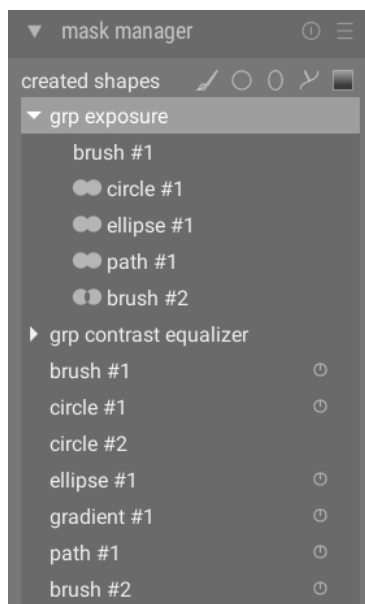 mask manager
created shapes
grp exposure
brush #1
circle #1
ellipse #1
path #1
brush #2
grp contrast equalizer
brush #1
circle #1
circle #2
ellipse #1
gradient #1
path #1
brush #2